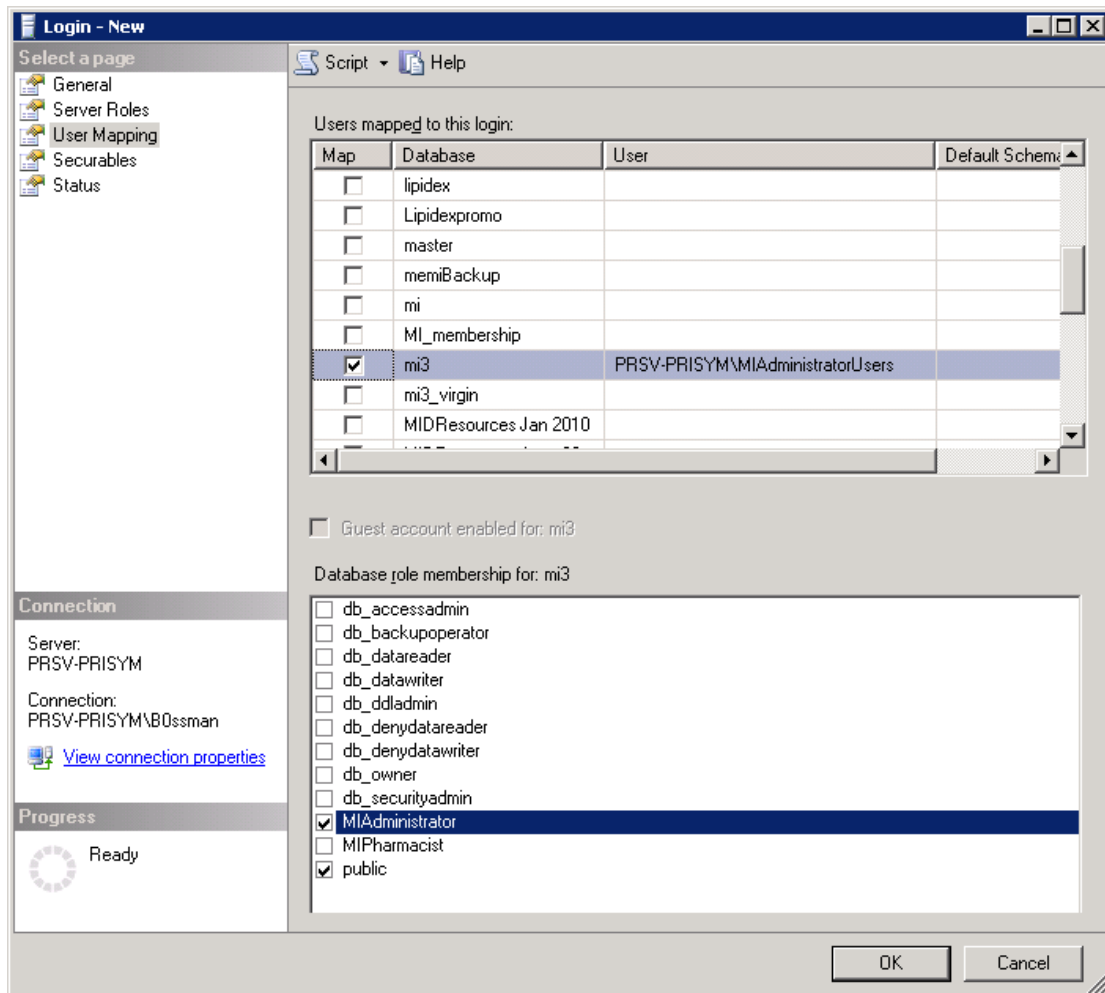 Login - New
Select a page
General
Server Roles
User Mapping
Securables
Status
Script Help
Users mapped to this login:
Map Database User Default Schema
lipidex
Lipidexpromo
master
memiBackup
mi
MI_membership
mi3 PRSV-PRISYM\MIAdministratorUsers
mi3_virgin
MIDResources Jan 2010
Guest account enabled for: mi3
Database role membership for: mi3
db_accessadmin
db_backupoperator
db_datareader
db_datawriter
db_ddladmin
db_denydatareader
db_denydatawriter
db_owner
db_securityadmin
MIAdministrator
MIPharmacist
public
Connection
Server:
PRSV-PRISYM
Connection:
PRSV-PRISYM\B0ssman
View connection properties
Progress
Ready
OK Cancel